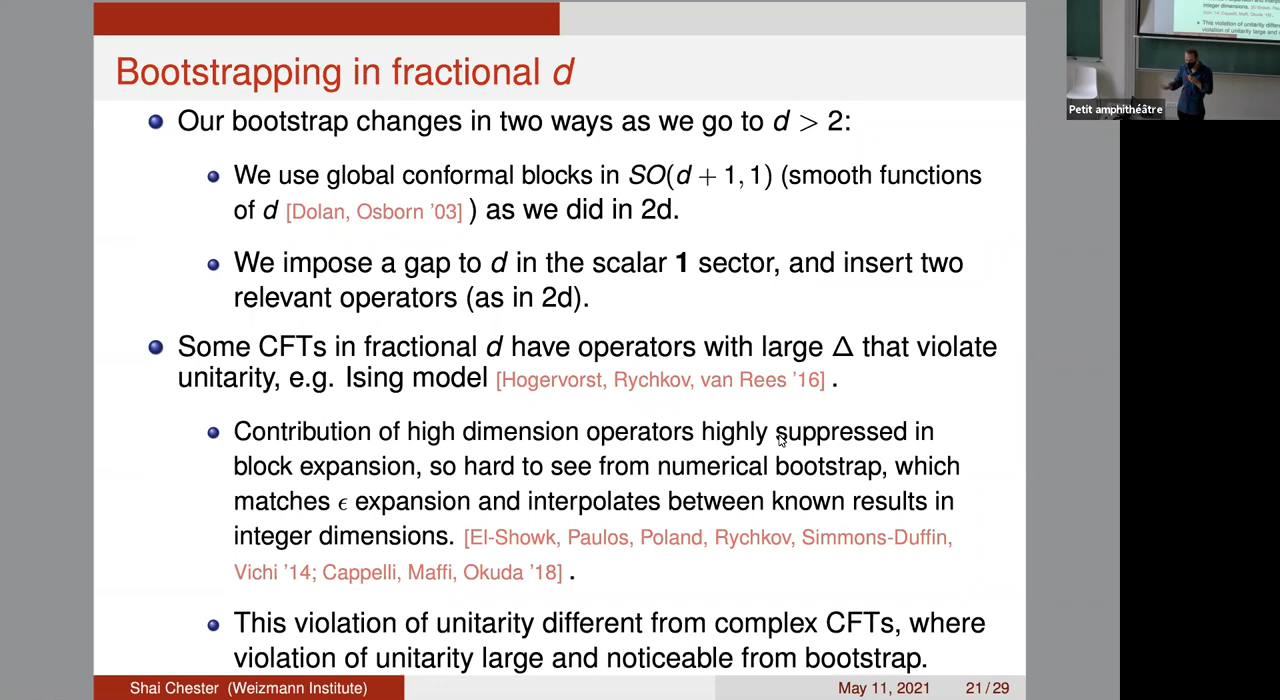 Bootstrapping in fractional d
Our bootstrap changes in two ways as we go to d > 2:
We use global conformal blocks in SO(d + 1, 1) (smooth functions
of d [Dolan, Osborn '03] ) as we did in 2d.
We impose a gap to d in the scalar 1 sector, and insert two
relevant operators (as in 2d).
Some CFTs in fractional d have operators with large Δ that violate
unitarity, e.g. Ising model [Hogervorst, Rychkov, van Rees '16] .
Contribution of high dimension operators highly suppressed in
block expansion, so hard to see from numerical bootstrap, which
matches ϵ expansion and interpolates between known results in
integer dimensions. [El-Showk, Paulos, Poland, Rychkov, Simmons-Duffin,
Vichi '14; Cappelli, Maffi, Okuda '18] .
This violation of unitarity different from complex CFTs, where
violation of unitarity large and noticeable from bootstrap.
Shai Chester (Weizmann Institute)
May 11, 2021
21 / 29
Petit amphithéâtre